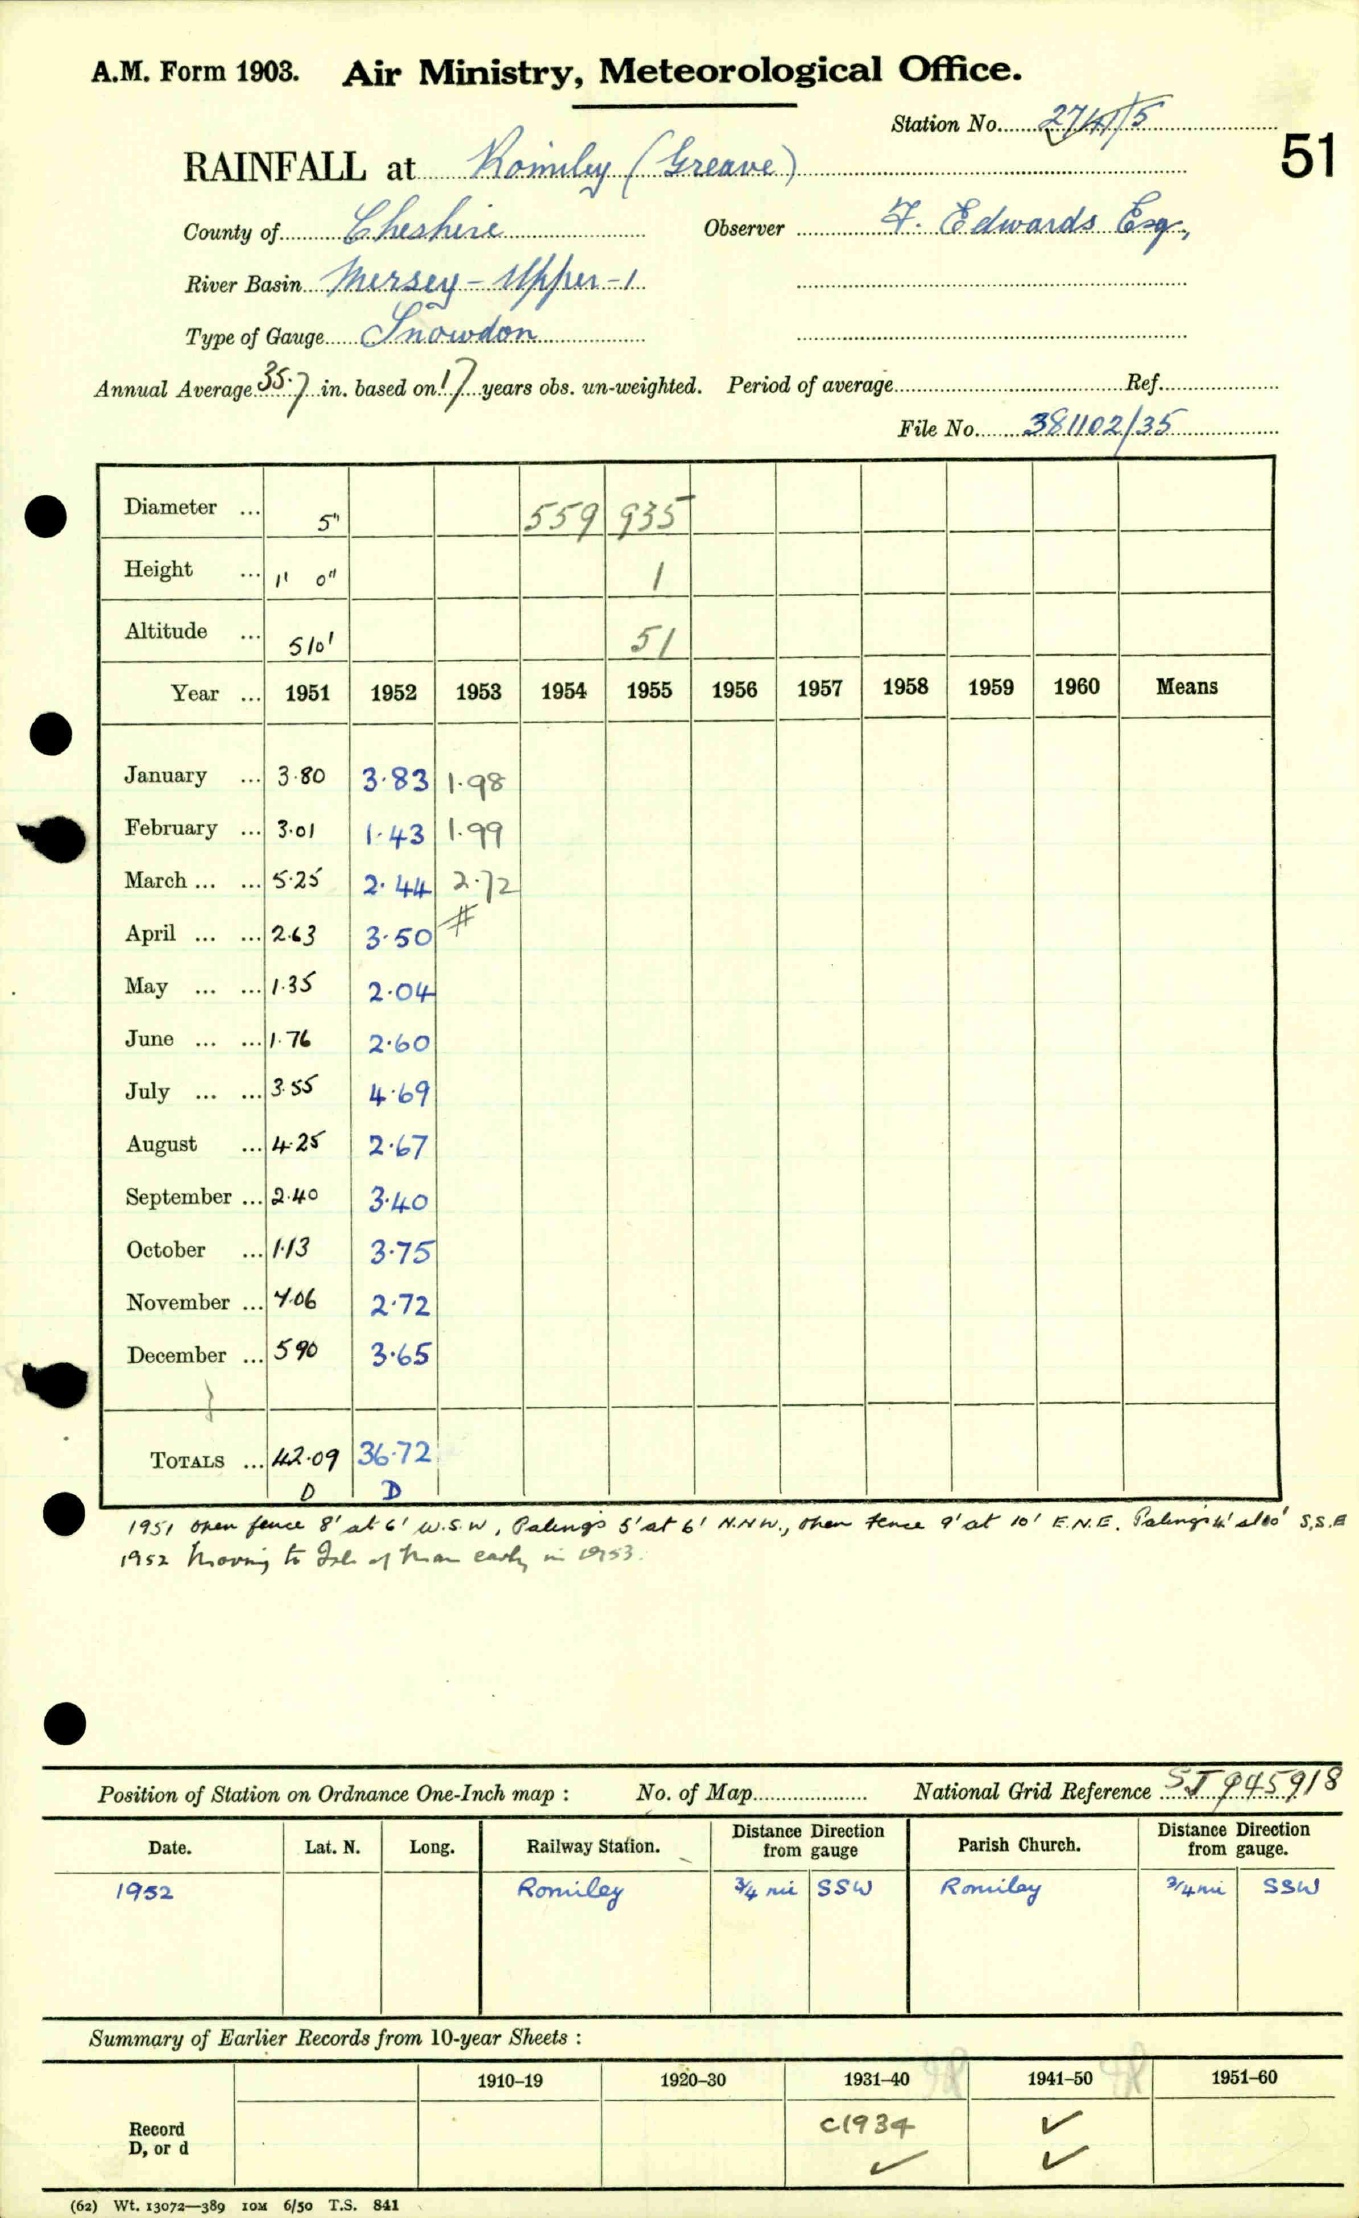 A.M. Form 1903. Air Ministry, Meteorological Office.
Station No. 2741/5
51
RAINFALL at Romiley (Greave)
County of Cheshire Observer F. Edwards Esq.,
River Basin Mersey - Upper - 1
Type of Gauge Snowdon
Annual Average 35.7 in. based on 17 years obs. un-weighted. Period of average Ref.
File No. 381102/35
Diameter ... 5" 559 935
Height ... 1' 0" 1
Altitude ... 510' 51
Year ... 1951 1952 1953 1954 1955 1956 1957 1958 1959 1960 Means
January ... 3.80 3.83 1.98
February ... 3.01 1.43 1.99
March ... ... 5.25 2.44 2.72
April ... ... 2.63 3.50 #
May ... ... 1.35 2.04
June ... ... 1.76 2.60
July ... ... 3.55 4.69
August ... 4.25 2.67
September ... 2.40 3.40
October ... 1.13 3.75
November ... 7.06 2.72
December ... 5 90 3.65
TOTALS ... 42.09 36.72
D D
1951 open fence 8' at 6' W.S.W, Palings 5' at 6' N.N.W., open fence 9' at 10' E.N.E. Palings 4' at 10' S.S.E
1952 Moving to Isle of Man early in 1953.
Position of Station on Ordnance One-Inch map : No. of Map National Grid Reference SJ 945918
Date. Lat. N. Long. Railway Station. Distance Direction from gauge Parish Church. Distance Direction from gauge.
1952 Romiley 3/4 mi SSW Romiley 3/4 mi SSW
Summary of Earlier Records from 10-year Sheets :
1910–19 1920–30 1931–40 1941–50 1951–60
Record D, or d c1934 ✓
✓ ✓
(62) Wt. 13072—389 10M 6/50 T.S. 841